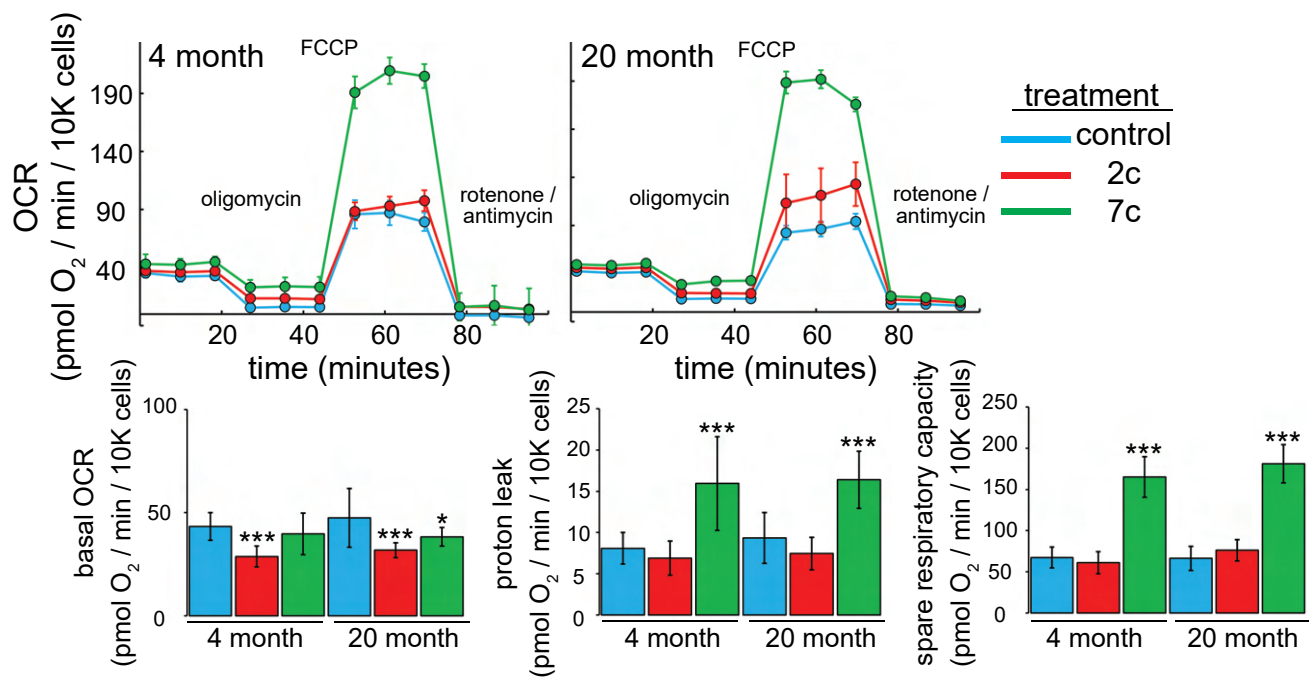 4 month
FCCP
OCR
(pmol O2 / min / 10K cells)
190
140
90
40
oligomycin
rotenone /
antimycin
20
40
60
80
time (minutes)
20 month
FCCP
oligomycin
rotenone /
antimycin
20
40
60
80
time (minutes)
treatment
control
2c
7c
basal OCR
(pmol O2 / min / 10K cells)
100
50
0
***
***
*
4 month
20 month
proton leak
(pmol O2 / min / 10K cells)
25
20
15
10
5
0
***
***
4 month
20 month
spare respiratory capacity
(pmol O2 / min / 10K cells)
250
200
150
100
50
0
***
***
4 month
20 month